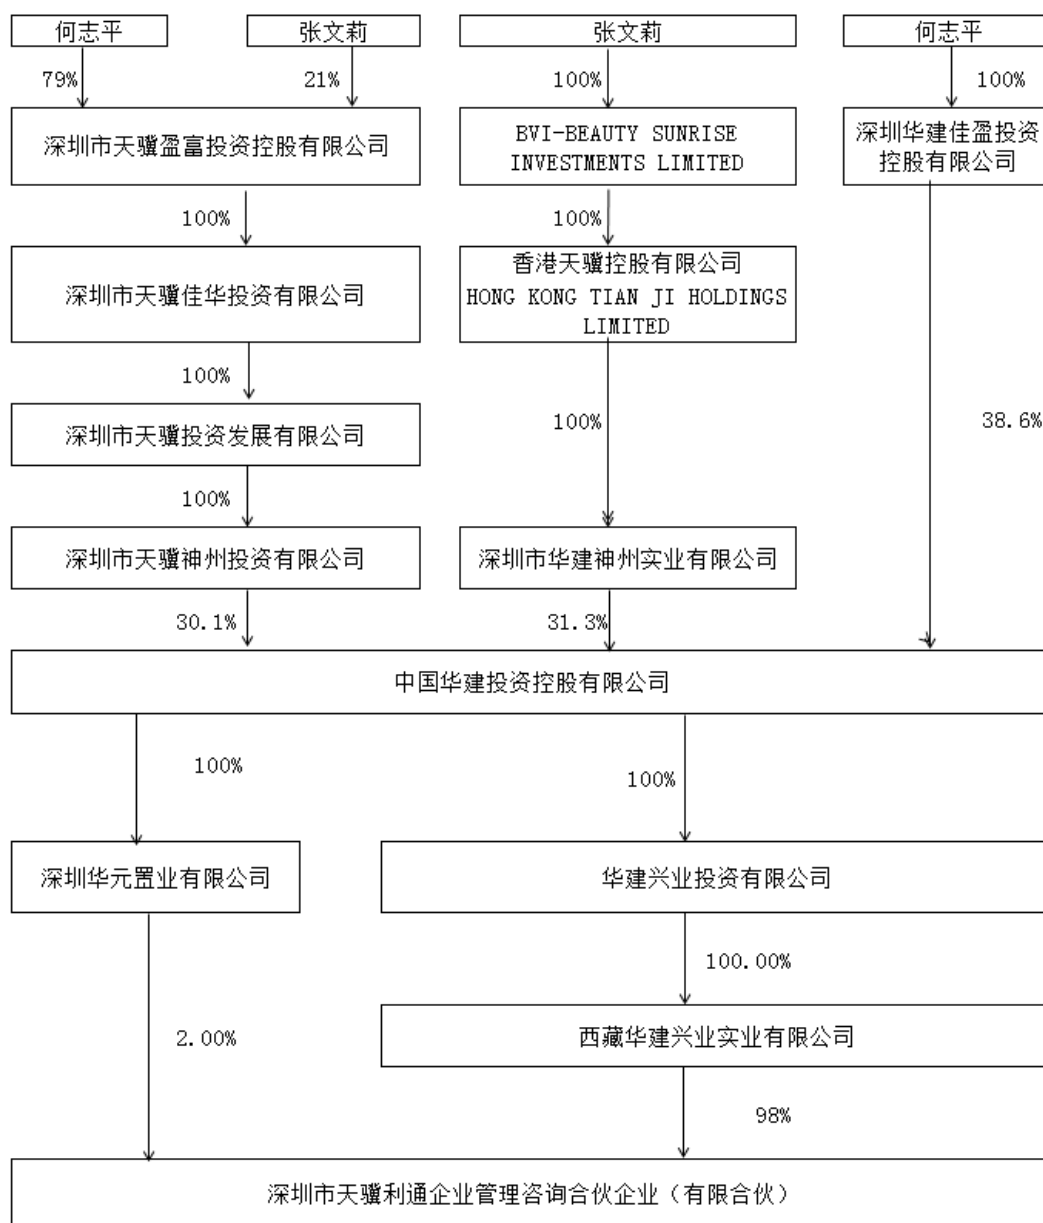 何志平
张文莉
张文莉
何志平
79%
21%
100%
100%
深圳市天骥盈富投资控股有限公司
BVI-BEAUTY SUNRISE
INVESTMENTS LIMITED
深圳华建佳盈投资
控股有限公司
100%
100%
深圳市天骥佳华投资有限公司
香港天骥控股有限公司
HONG KONG TIAN JI HOLDINGS
LIMITED
100%
100%
38.6%
深圳市天骥投资发展有限公司
100%
深圳市天骥神州投资有限公司
深圳市华建神州实业有限公司
30.1%
31.3%
中国华建投资控股有限公司
100%
100%
深圳华元置业有限公司
华建兴业投资有限公司
100.00%
2.00%
西藏华建兴业实业有限公司
98%
深圳市天骥利通企业管理咨询合伙企业（有限合伙）